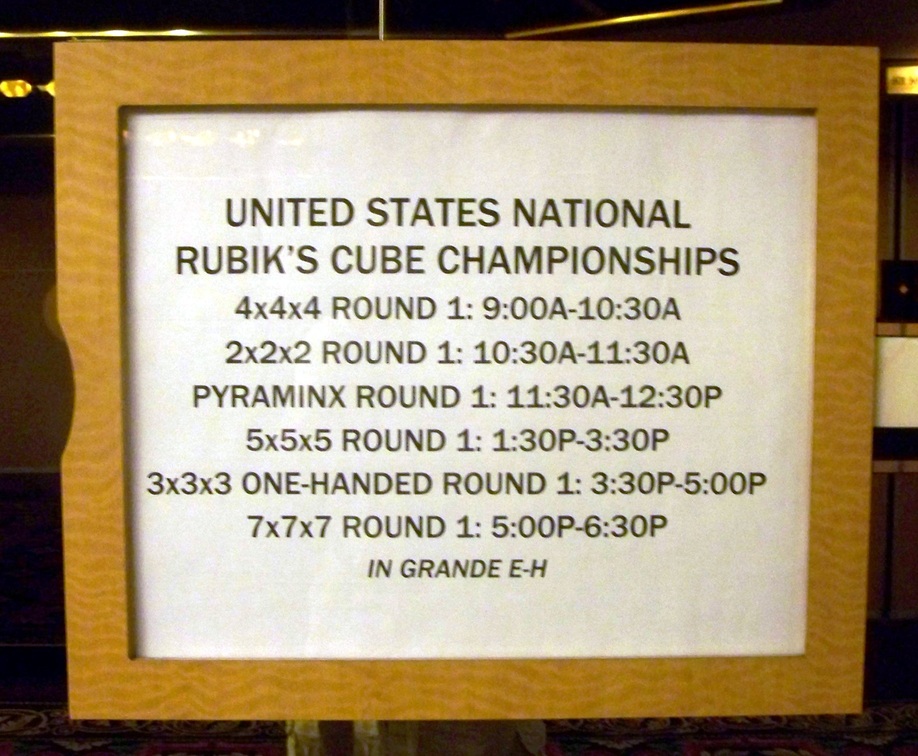 UNITED STATES NATIONAL
RUBIK'S CUBE CHAMPIONSHIPS
4x4x4 ROUND 1: 9:00A-10:30A
2x2x2 ROUND 1: 10:30A-11:30A
PYRAMINX ROUND 1: 11:30A-12:30P
5x5x5 ROUND 1: 1:30P-3:30P
3x3x3 ONE-HANDED ROUND 1: 3:30P-5:00P
7x7x7 ROUND 1: 5:00P-6:30P
IN GRANDE E-H